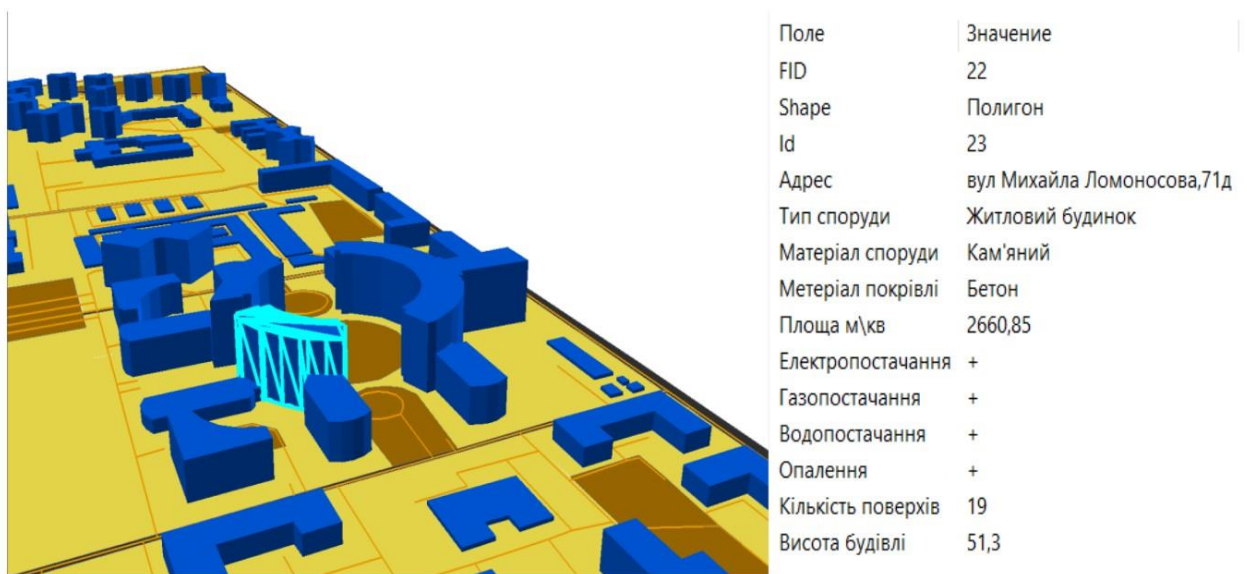 Поле Значение
FID 22
Shape Полигон
Id 23
Адрес вул Михайла Ломоносова,71д
Тип споруди Житловий будинок
Матеріал споруди Кам'яний
Метеріал покрівлі Бетон
Площа м\кв 2660,85
Електропостачання +
Газопостачання +
Водопостачання +
Опалення +
Кількість поверхів 19
Висота будівлі 51,3